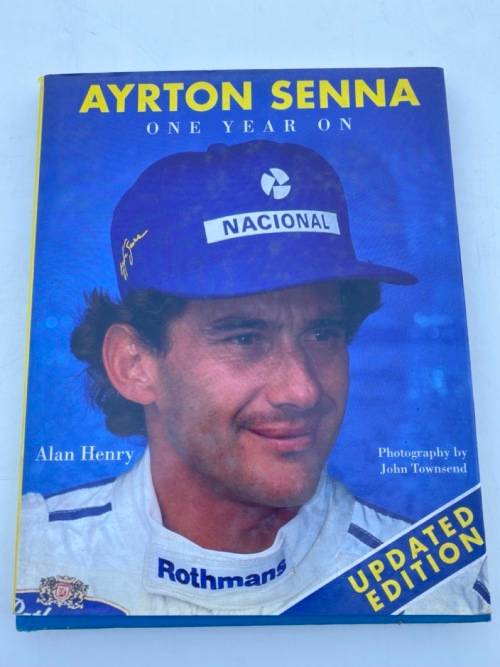 AYRTON SENNA
ONE YEAR ON
NACIONAL
Alan Henry
Photography by
John Townsend
Rothmans
UPDATED
EDITION